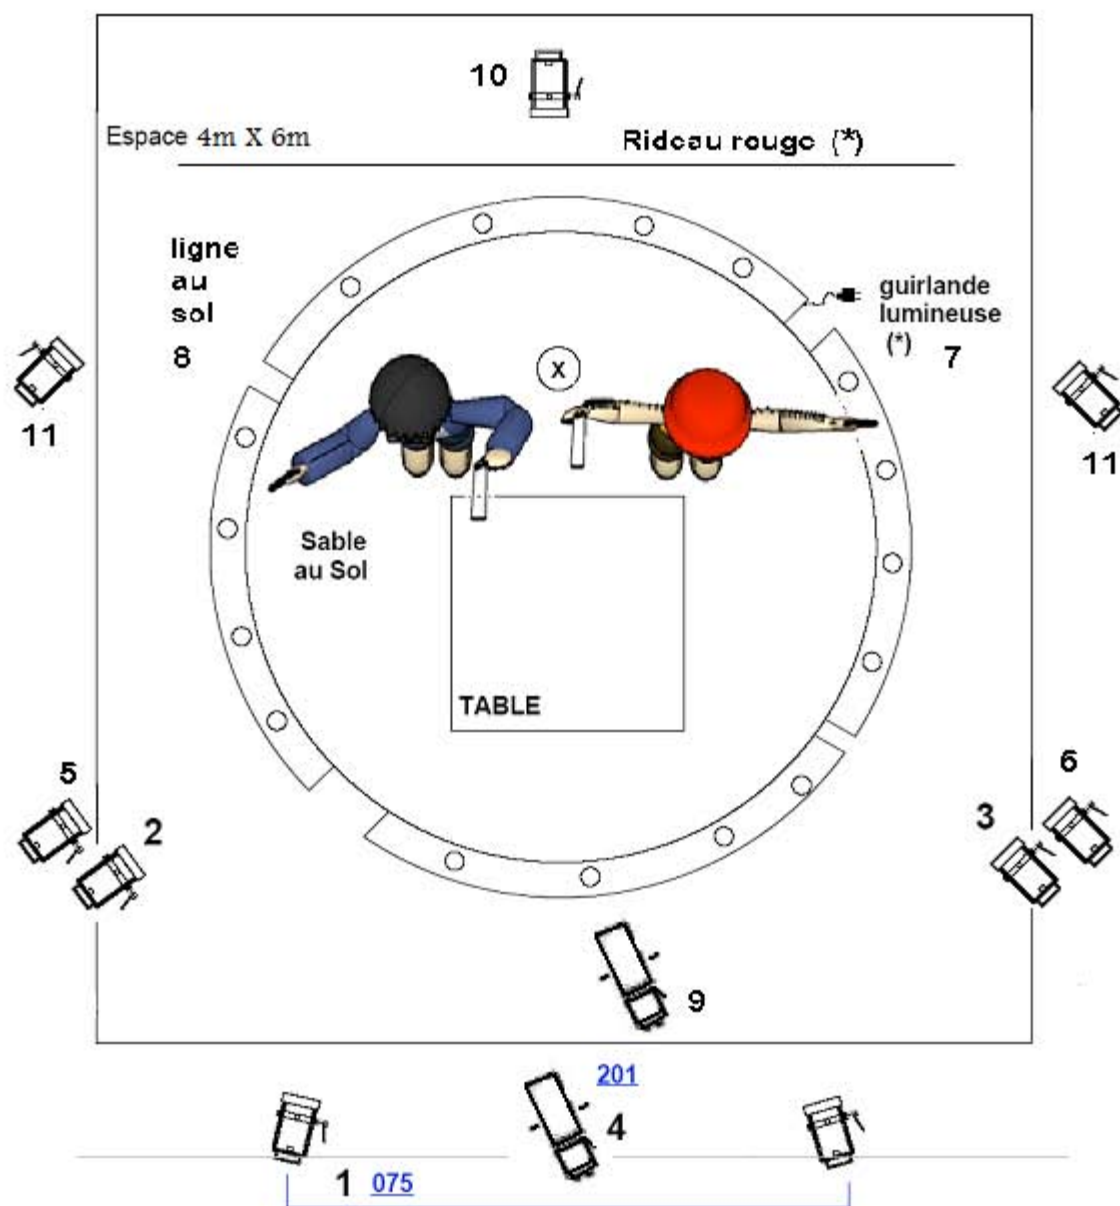 10
Espace 4m X 6m
Rideau rouge (*)
ligne
au
sol
8
guirlande
lumineuse
(*)
7
X
11
11
Sable
au Sol
TABLE
5
2
6
3
9
201
4
1 075